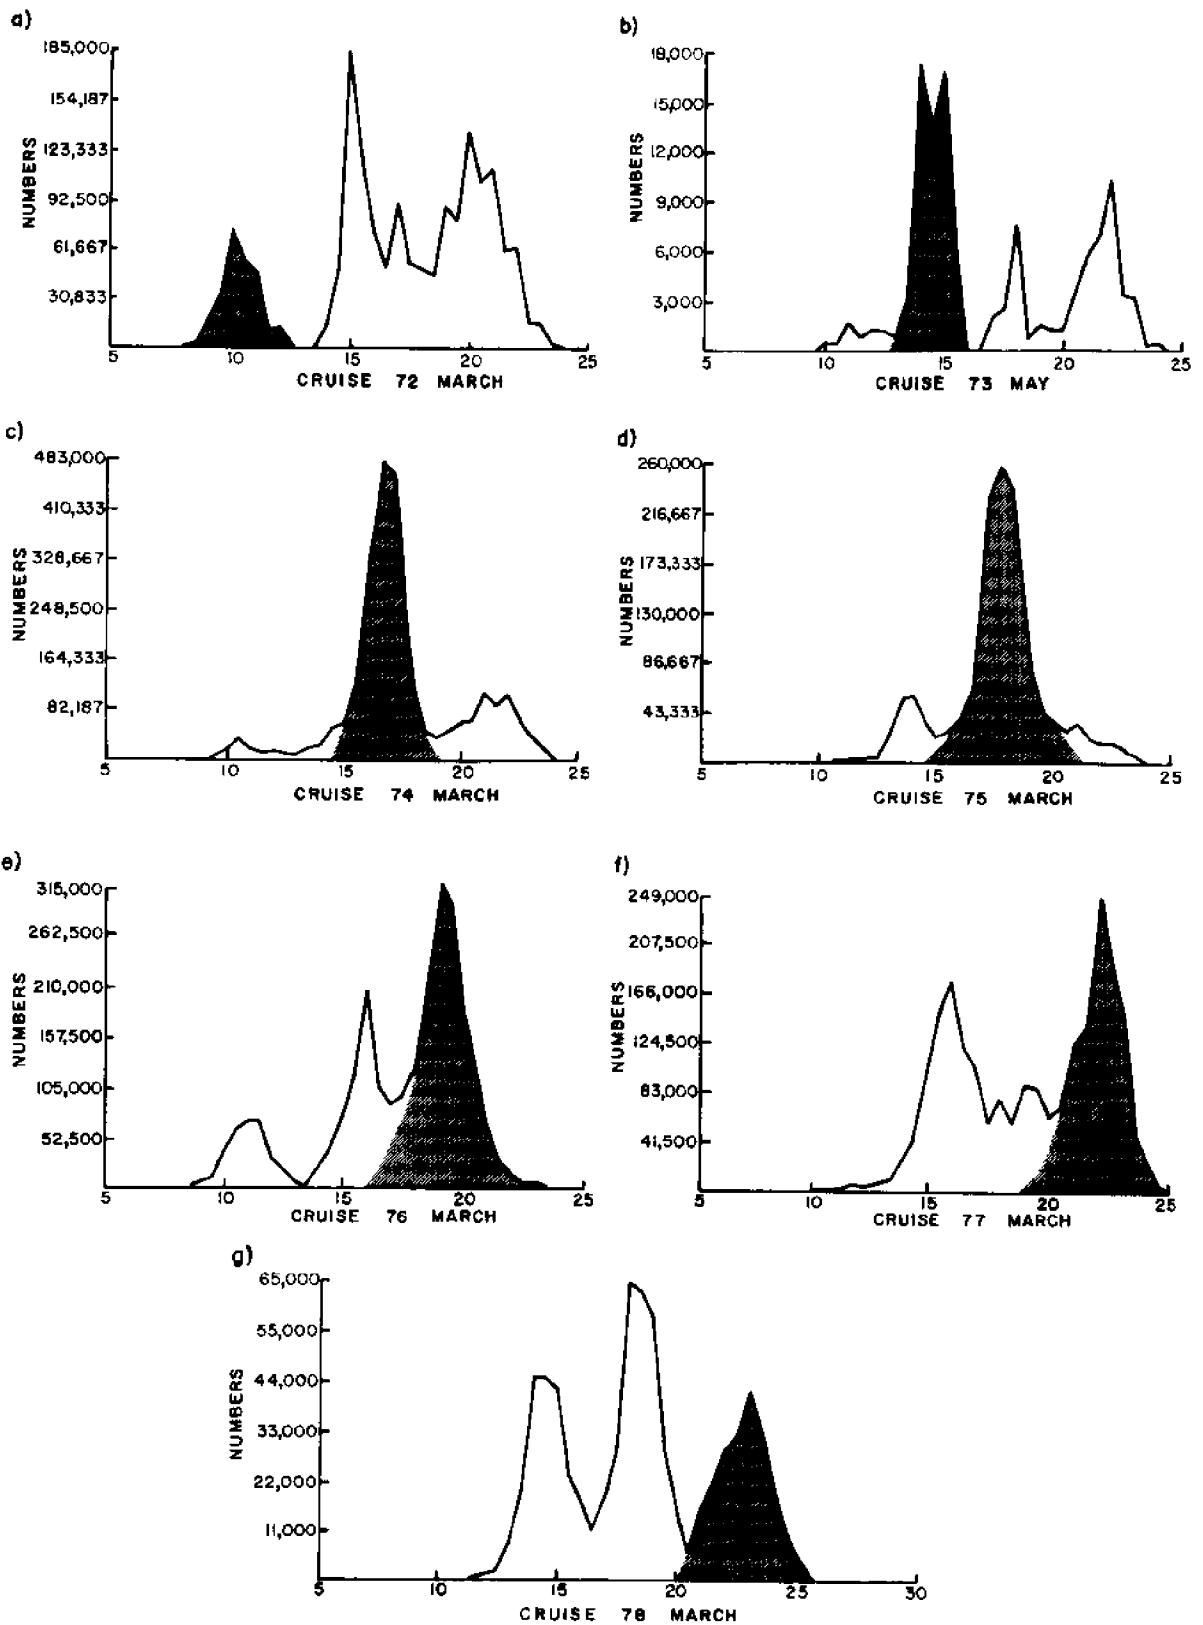 a)
185,000
154,187
123,333
92,500
61,667
30,833
NUMBERS
5 10 15 20 25
CRUISE 72 MARCH
b)
18,000
15,000
12,000
9,000
6,000
3,000
NUMBERS
5 10 15 20 25
CRUISE 73 MAY
c)
483,000
410,333
328,667
248,500
164,333
82,187
NUMBERS
5 10 15 20 25
CRUISE 74 MARCH
d)
260,000
216,667
173,333
130,000
86,667
43,333
NUMBERS
5 10 15 20 25
CRUISE 75 MARCH
e)
315,000
262,500
210,000
157,500
105,000
52,500
NUMBERS
5 10 15 20 25
CRUISE 76 MARCH
f)
249,000
207,500
166,000
124,500
83,000
41,500
NUMBERS
5 10 15 20 25
CRUISE 77 MARCH
g)
65,000
55,000
44,000
33,000
22,000
11,000
NUMBERS
5 10 15 20 25 30
CRUISE 78 MARCH